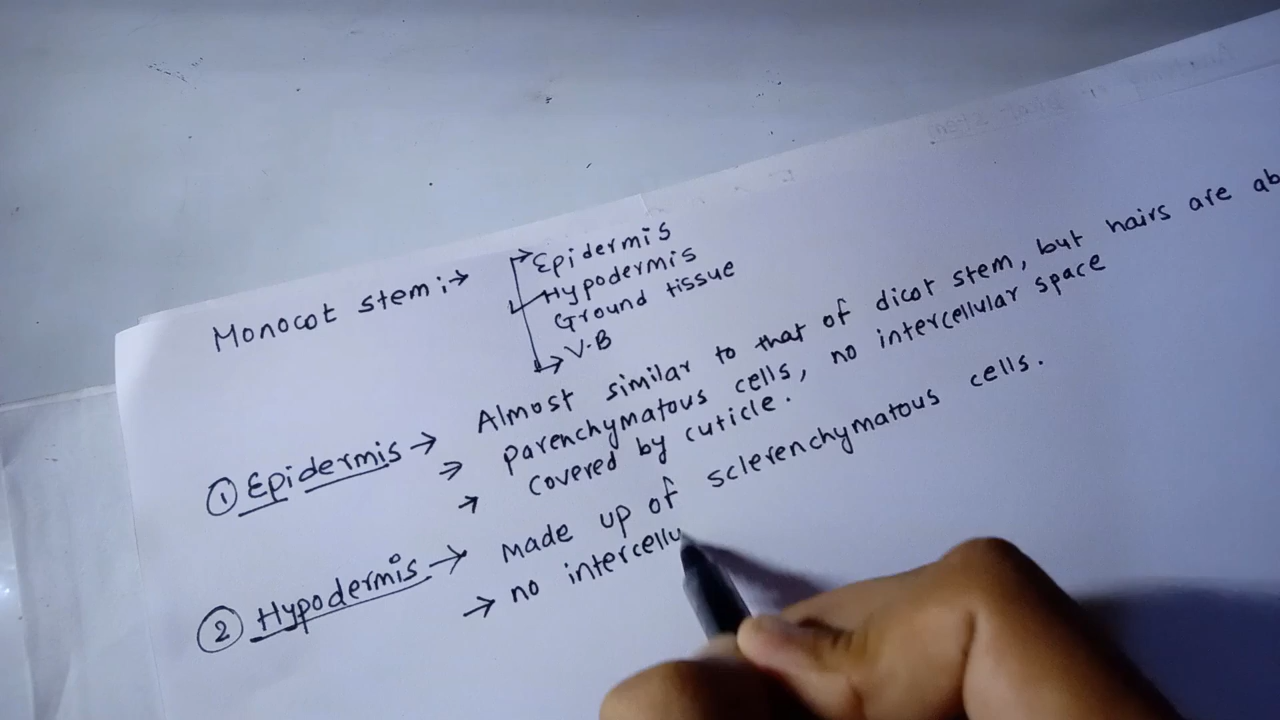 Monocot stem :→
Epidermis
Hypodermis
Ground tissue
V.B
① Epidermis → Almost similar to that of dicot stem, but hairs are ab
→ parenchymatous cells, no intercellular space
→ covered by cuticle.
② Hypodermis → Made up of sclerenchymatous cells.
→ no intercellu